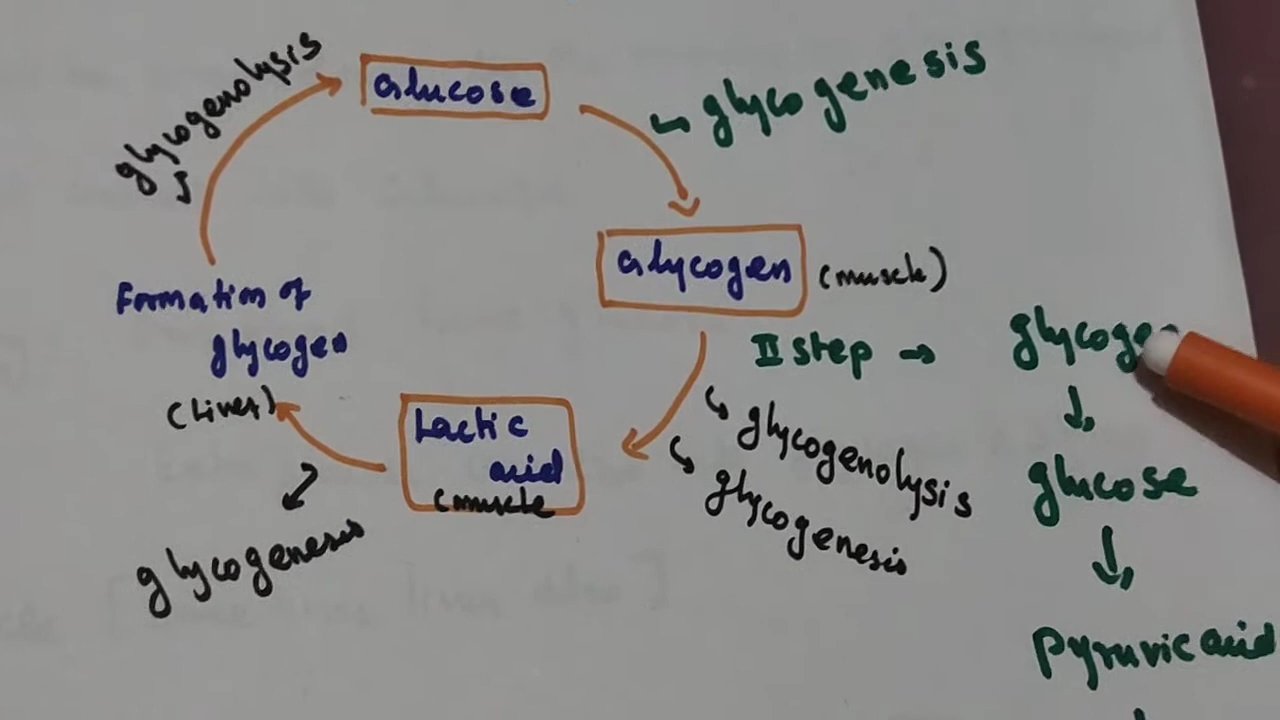 glycogenolysis
Glucose
glycogenesis
Glycogen (muscle)
Formation of
glycogen
(Liver)
II step → glycoge
Lactic
acid
(muscle
glycogenolysis
glycogenesis
glucose
glycogenesis
pyruvic acid